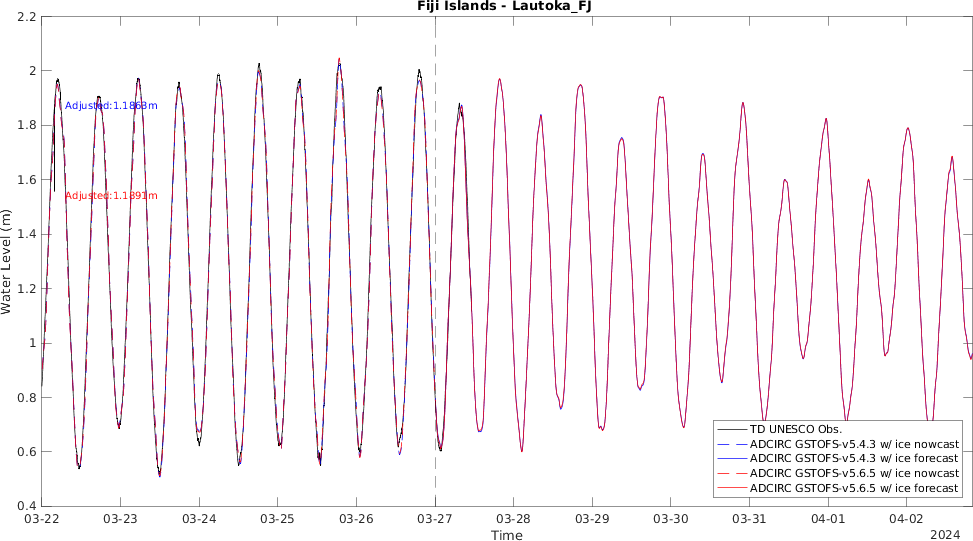 Fiji Islands - Lautoka_FJ
2.2
2
1.8
1.6
1.4
1.2
1
0.8
0.6
0.4
Water Level (m)
Adjusted:1.1863m
Adjusted:1.1891m
TD UNESCO Obs.
ADCIRC GSTOFS-v5.4.3 w/ ice nowcast
ADCIRC GSTOFS-v5.4.3 w/ ice forecast
ADCIRC GSTOFS-v5.6.5 w/ ice nowcast
ADCIRC GSTOFS-v5.6.5 w/ ice forecast
03-22 03-23 03-24 03-25 03-26 03-27 03-28 03-29 03-30 03-31 04-01 04-02
Time
2024